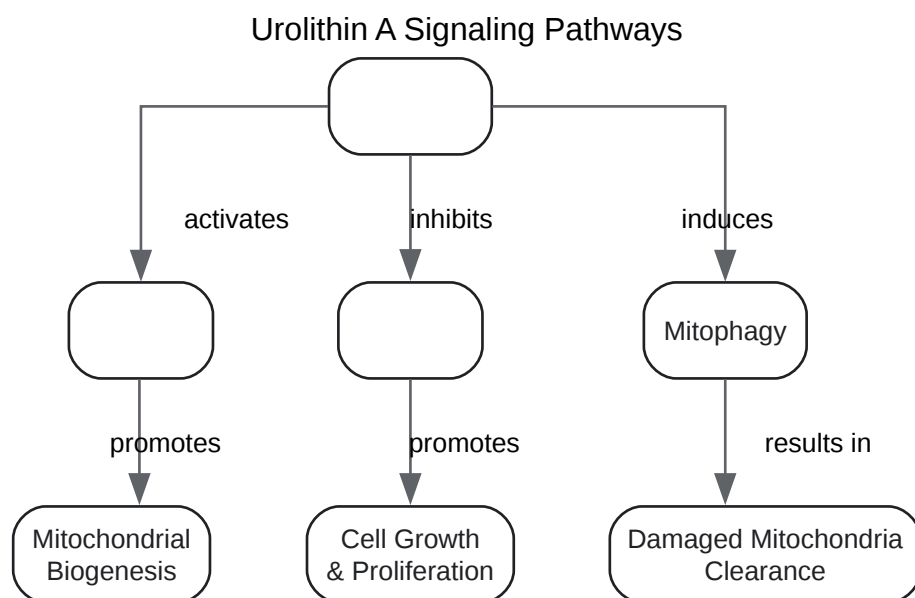 Urolithin A Signaling Pathways
activates
inhibits
induces
Mitophagy
promotes
promotes
results in
Mitochondrial
Biogenesis
Cell Growth
& Proliferation
Damaged Mitochondria
Clearance